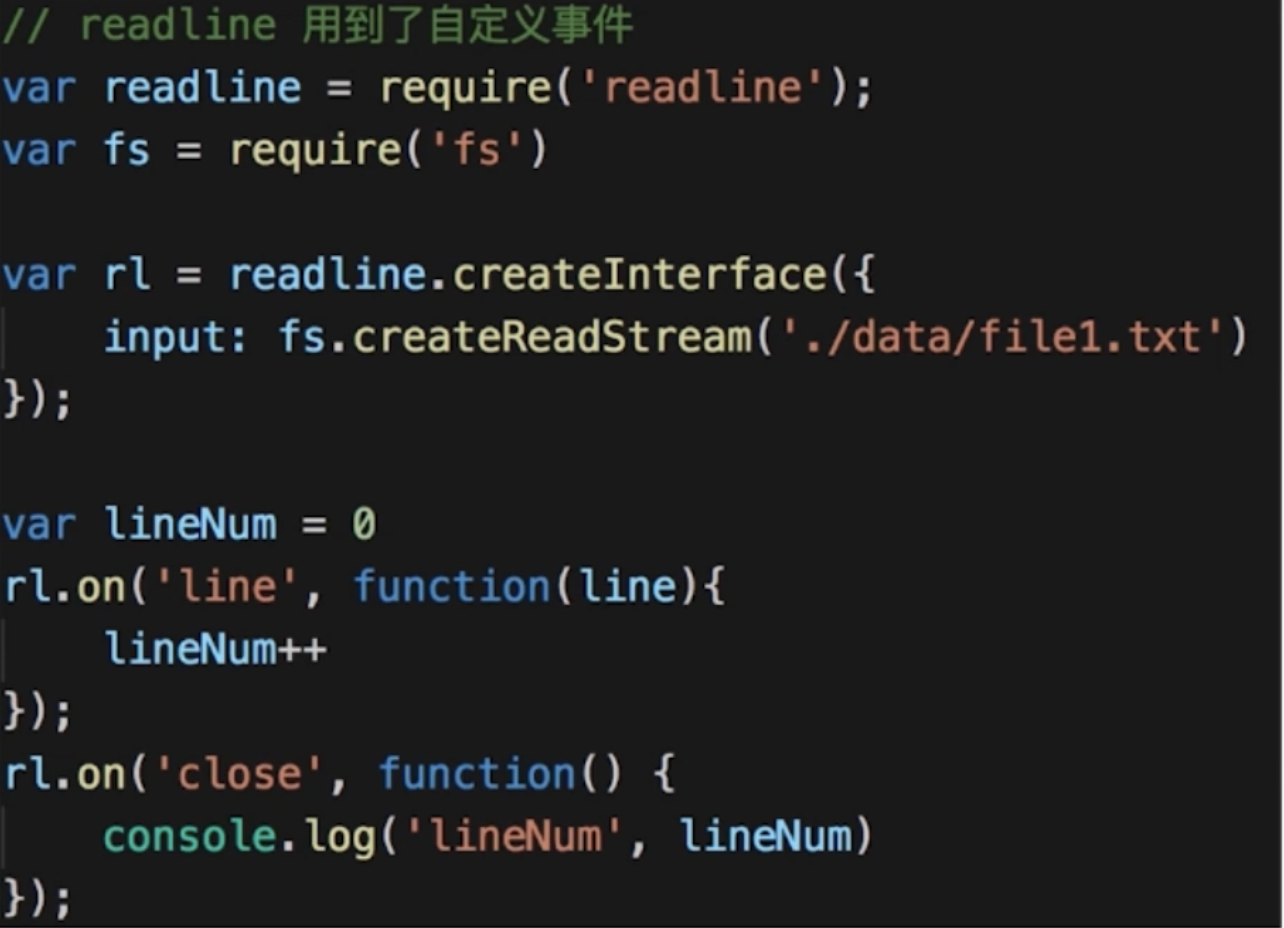 // readline 用到了自定义事件
var readline = require('readline');
var fs = require('fs')
var rl = readline.createInterface({
    input: fs.createReadStream('./data/file1.txt')
});
var lineNum = 0
rl.on('line', function(line){
    lineNum++
});
rl.on('close', function() {
    console.log('lineNum', lineNum)
});